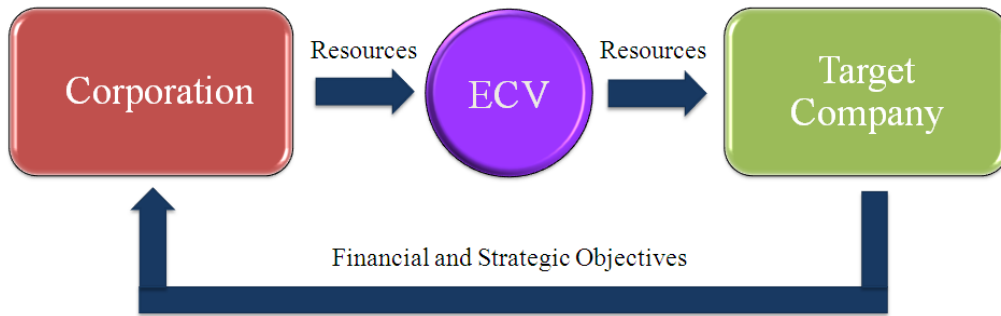 Resources
Resources
Corporation
ECV
Target
Company
Financial and Strategic Objectives